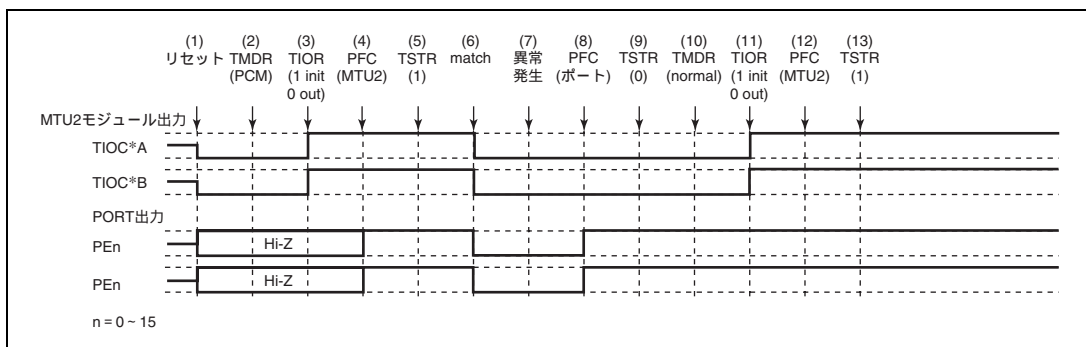 (1) (2) (3) (4) (5) (6) (7) (8) (9) (10) (11) (12) (13)
リセット TMDR TIOR PFC TSTR match 異常 PFC TSTR TMDR TIOR PFC TSTR
(PCM) (1 init (MTU2) (1) 発生 (ポート) (0) (normal) (1 init (MTU2) (1)
0 out) 0 out)
MTU2モジュール出力
TIOC*A
TIOC*B
PORT出力
PEn Hi-Z
PEn Hi-Z
n = 0 ~ 15